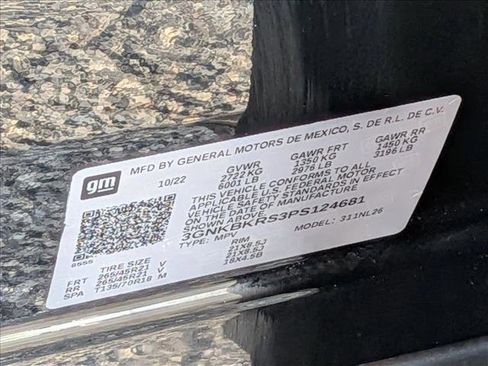 gm
MFD BY GENERAL MOTORS DE MEXICO, S. DE R.L. DE C.V.
10/22 GVWR GAWR FRT GAWR RR
2722 KG 1350 KG 1450 KG
6001 LB 2976 LB 3196 LB
THIS VEHICLE CONFORMS TO ALL
APPLICABLE U.S. FEDERAL MOTOR
VEHICLE SAFETY STANDARDS IN EFFECT
ON THE DATE OF MANUFACTURE
SHOWN ABOVE.
3GNKBKRS3PS124681
TYPE: MPV MODEL: 311NL26
TIRE SIZE RIM
FRT 265/45R21 V 21X8.5J
RR 265/45R21 V 21X8.5J
SPA T135/70R18 M 18X4.5B